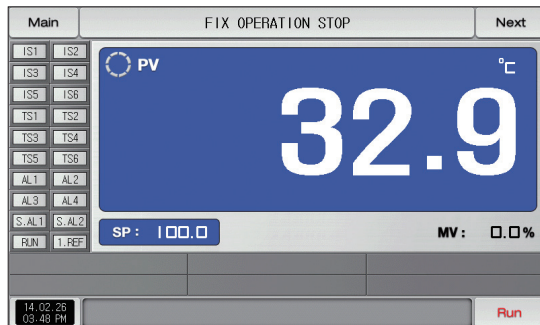 Main FIX OPERATION STOP Next
IS1 IS2
IS3 IS4
IS5 IS6
TS1 TS2
TS3 TS4
TS5 TS6
AL1 AL2
AL3 AL4
S.AL1 S.AL2
RUN 1.REF
PV ℃
32.9
SP : 100.0 MV : 0.0%
14.02.26
03:48 PM
Run